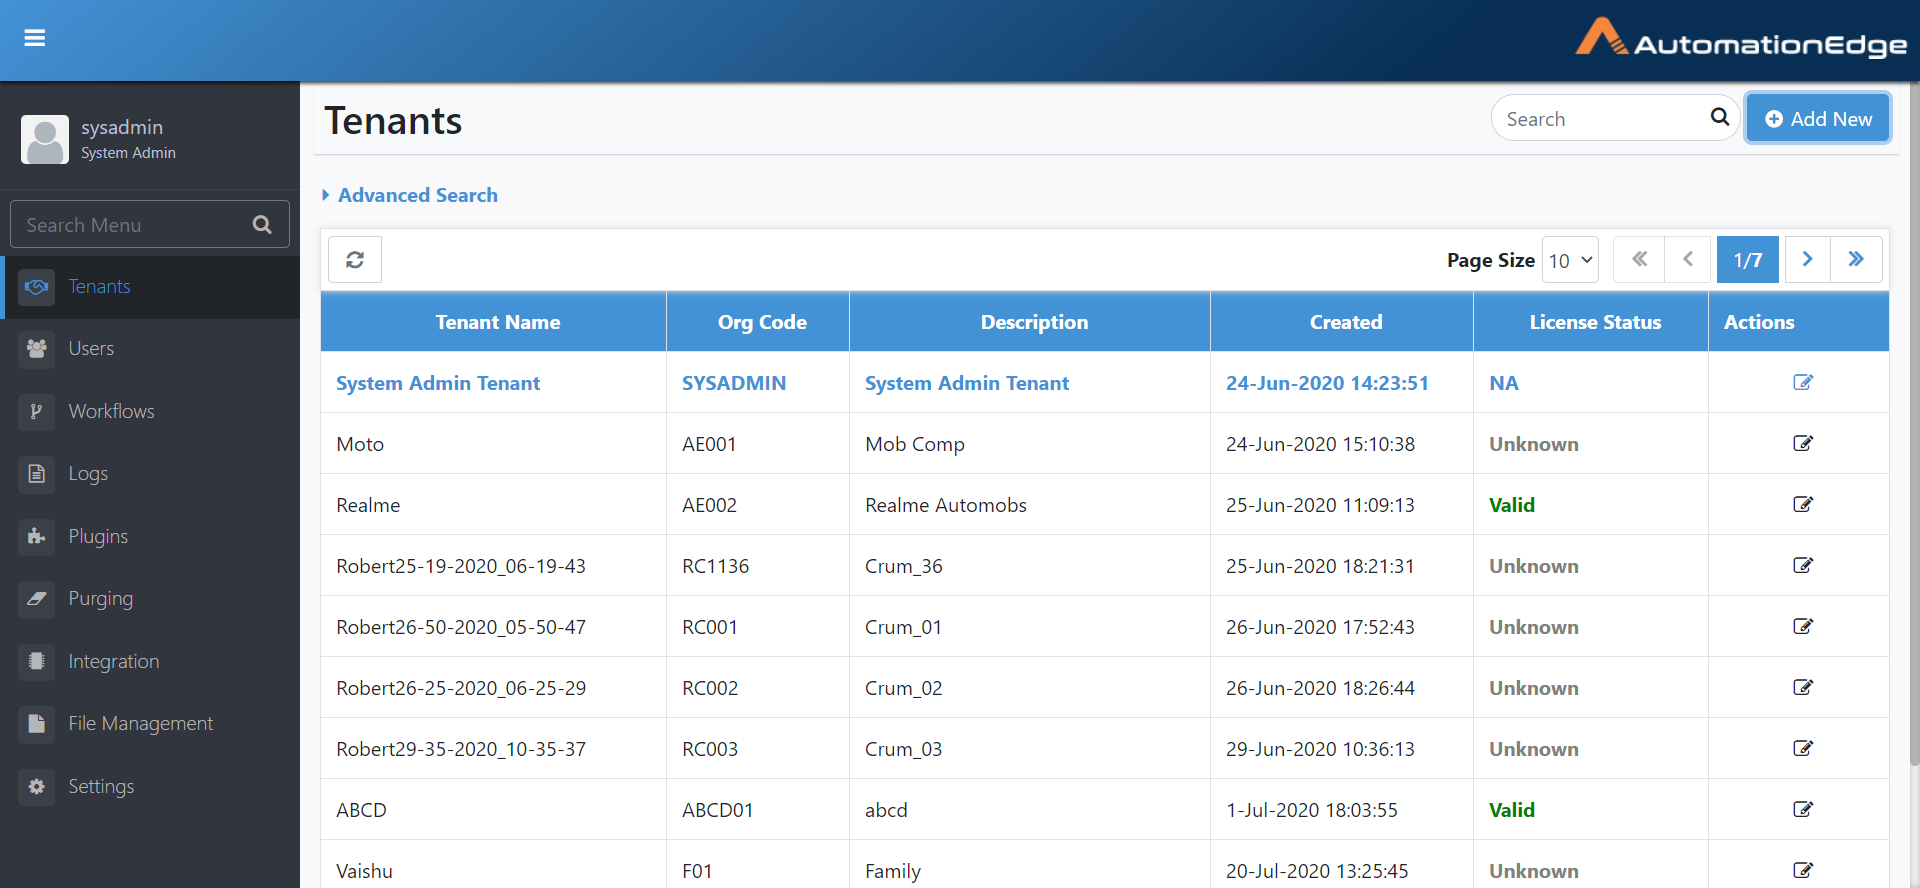 AutomationEdge
sysadmin
System Admin
Search Menu
Tenants
Users
Workflows
Logs
Plugins
Purging
Integration
File Management
Settings
Tenants
Search
Add New
Advanced Search
Page Size 10 1/7
Tenant Name Org Code Description Created License Status Actions
System Admin Tenant SYSADMIN System Admin Tenant 24-Jun-2020 14:23:51 NA
Moto AE001 Mob Comp 24-Jun-2020 15:10:38 Unknown
Realme AE002 Realme Automobs 25-Jun-2020 11:09:13 Valid
Robert25-19-2020_06-19-43 RC1136 Crum_36 25-Jun-2020 18:21:31 Unknown
Robert26-50-2020_05-50-47 RC001 Crum_01 26-Jun-2020 17:52:43 Unknown
Robert26-25-2020_06-25-29 RC002 Crum_02 26-Jun-2020 18:26:44 Unknown
Robert29-35-2020_10-35-37 RC003 Crum_03 29-Jun-2020 10:36:13 Unknown
ABCD ABCD01 abcd 1-Jul-2020 18:03:55 Valid
Vaishu F01 Family 20-Jul-2020 13:25:45 Unknown